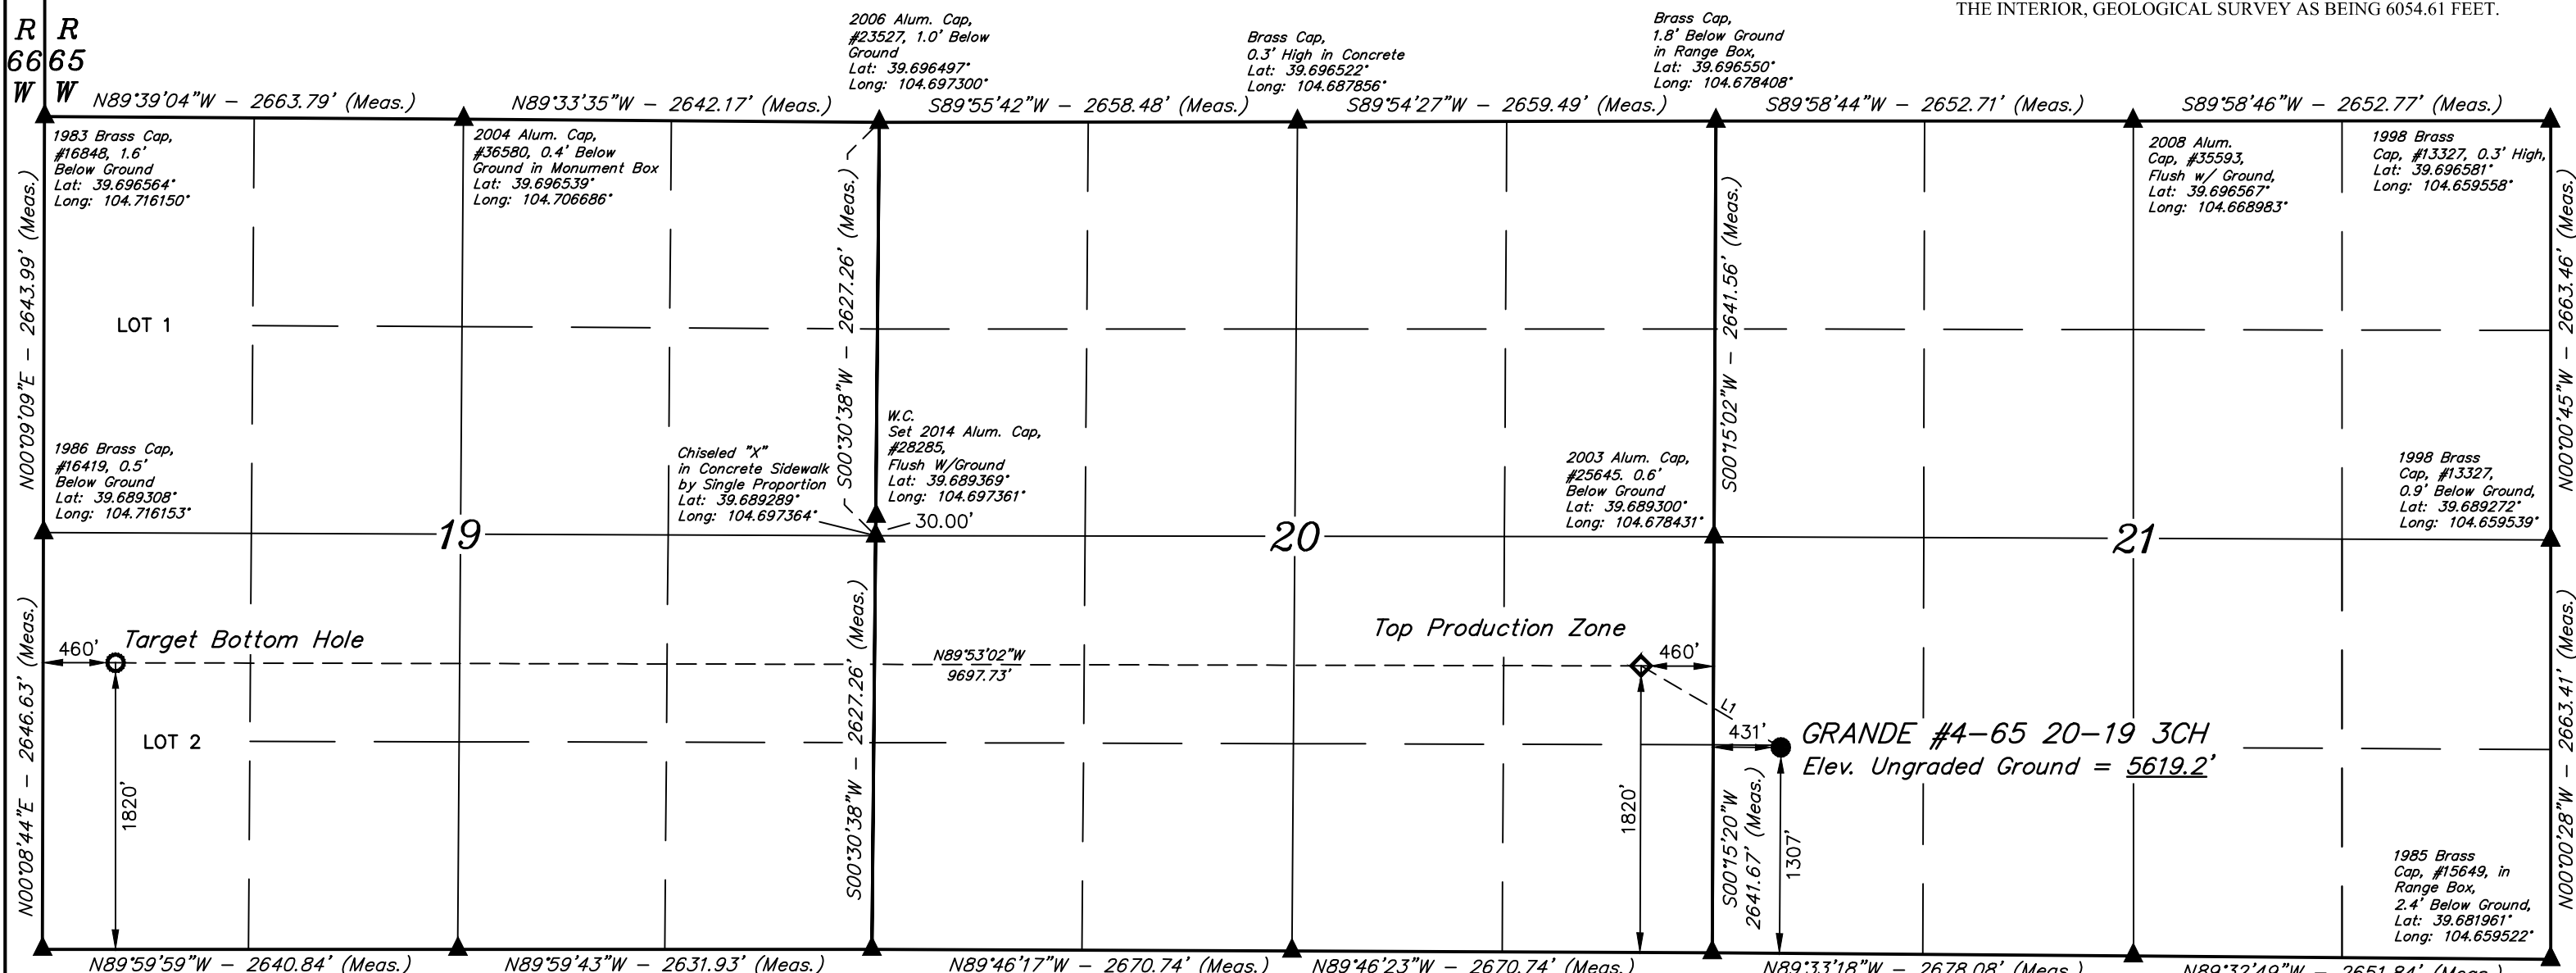 THE INTERIOR, GEOLOGICAL SURVEY AS BEING 6054.61 FEET.
R R
66 65
W W
2006 Alum. Cap,
#23527, 1.0' Below
Ground
Lat: 39.696497°
Long: 104.697300°
Brass Cap,
0.3' High in Concrete
Lat: 39.696522°
Long: 104.687856°
Brass Cap,
1.8' Below Ground
in Range Box,
Lat: 39.696550°
Long: 104.678408°
N89°39'04"W - 2663.79' (Meas.)
N89°33'35"W - 2642.17' (Meas.)
S89°55'42"W - 2658.48' (Meas.)
S89°54'27"W - 2659.49' (Meas.)
S89°58'44"W - 2652.71' (Meas.)
S89°58'46"W - 2652.77' (Meas.)
1983 Brass Cap,
#16848, 1.6'
Below Ground
Lat: 39.696564°
Long: 104.716150°
2004 Alum. Cap,
#36580, 0.4' Below
Ground in Monument Box
Lat: 39.696539°
Long: 104.706686°
2008 Alum.
Cap, #35593,
Flush w/ Ground,
Lat: 39.696567°
Long: 104.668983°
1998 Brass
Cap, #13327, 0.3' High,
Lat: 39.696581°
Long: 104.659558°
N00°09'09"E - 2643.99' (Meas.)
S00°30'38"W - 2627.26' (Meas.)
S00°15'02"W - 2641.56' (Meas.)
N00°00'45"W - 2663.46' (Meas.)
LOT 1
1986 Brass Cap,
#16419, 0.5'
Below Ground
Lat: 39.689308°
Long: 104.716153°
Chiseled "X"
in Concrete Sidewalk
by Single Proportion
Lat: 39.689289°
Long: 104.697364°
W.C.
Set 2014 Alum. Cap,
#28285,
Flush W/Ground
Lat: 39.689369°
Long: 104.697361°
30.00'
2003 Alum. Cap,
#25645. 0.6'
Below Ground
Lat: 39.689300°
Long: 104.678431°
1998 Brass
Cap, #13327,
0.9' Below Ground,
Lat: 39.689272°
Long: 104.659539°
19
20
21
N00°08'44"E - 2646.63' (Meas.)
S00°30'38"W - 2627.26' (Meas.)
S00°15'20"W
2641.67' (Meas.)
N00°00'28"W - 2663.41' (Meas.)
460'
Target Bottom Hole
N89°53'02"W
9697.73'
Top Production Zone
460'
L1
431'
GRANDE #4-65 20-19 3CH
Elev. Ungraded Ground = 5619.2'
LOT 2
1820'
1820'
1307'
1985 Brass
Cap, #15649, in
Range Box,
2.4' Below Ground,
Lat: 39.681961°
Long: 104.659522°
N89°59'59"W - 2640.84' (Meas.)
N89°59'43"W - 2631.93' (Meas.)
N89°46'17"W - 2670.74' (Meas.)
N89°46'23"W - 2670.74' (Meas.)
N89°33'18"W - 2678.08' (Meas.)
N89°32'49"W - 2651.84' (Meas.)